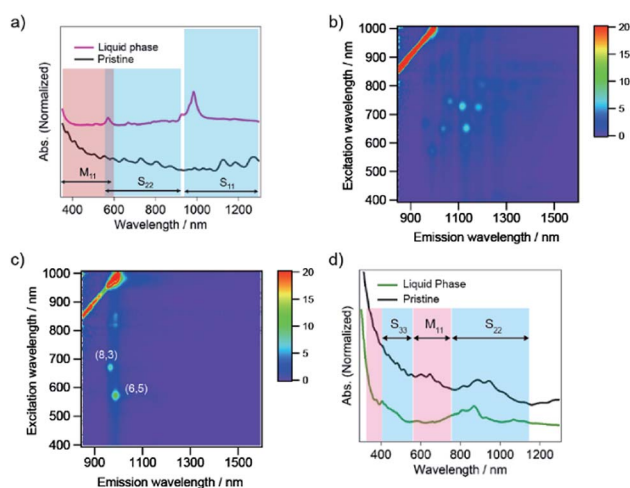 a)
Liquid phase
Pristine
Abs. (Normalized)
M11
S22
S11
400 600 800 1000 1200
Wavelength / nm
b)
1000
900
800
700
600
500
400
Excitation wavelength / nm
900 1100 1300 1500
Emission wavelength / nm
20
15
10
5
0
c)
1000
900
800
700
600
500
400
Excitation wavelength / nm
(8,3)
(6,5)
900 1100 1300 1500
Emission wavelength / nm
20
15
10
5
0
d)
Liquid Phase
Pristine
Abs. (Normalized)
S33
M11
S22
400 600 800 1000 1200
Wavelength / nm